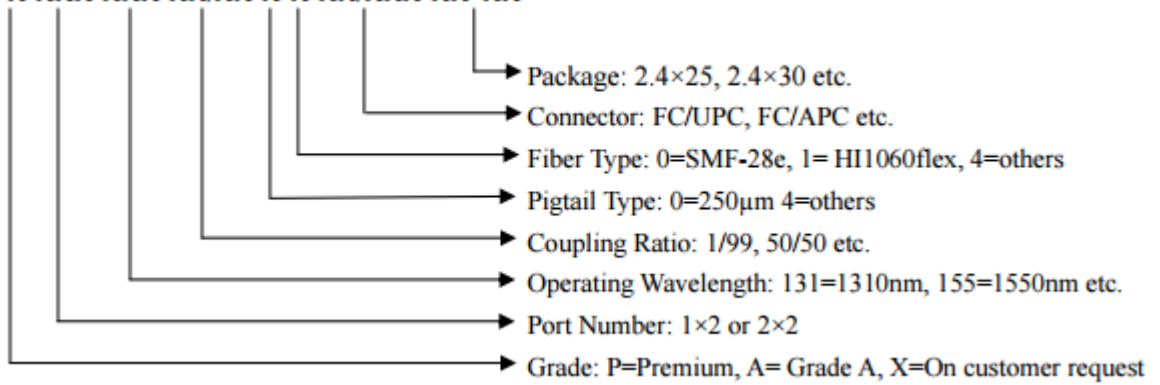 Package: 2.4×25, 2.4×30 etc.
Connector: FC/UPC, FC/APC etc.
Fiber Type: 0=SMF-28e, 1= HI1060flex, 4=others
Pigtail Type: 0=250μm 4=others
Coupling Ratio: 1/99, 50/50 etc.
Operating Wavelength: 131=1310nm, 155=1550nm etc.
Port Number: 1×2 or 2×2
Grade: P=Premium, A= Grade A, X=On customer request